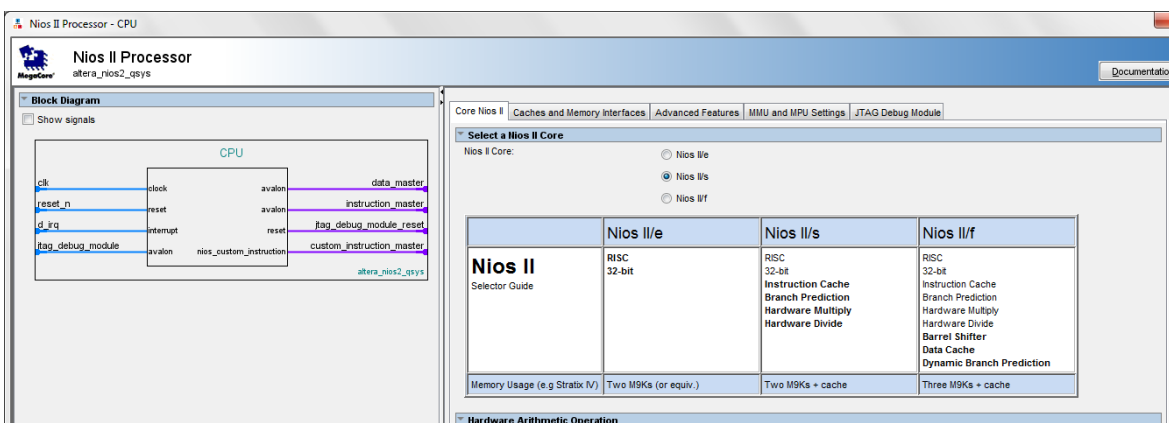 Nios II Processor - CPU
Nios II Processor
altera_nios2_qsys
MegaCore'
Documentatio
Block Diagram
Show signals
CPU
clk
clock
avalon
data_master
reset_n
reset
avalon
instruction_master
d_irq
interrupt
reset
jtag_debug_module_reset
jtag_debug_module
avalon
nios_custom_instruction
custom_instruction_master
altera_nios2_qsys
Core Nios II Caches and Memory Interfaces Advanced Features MMU and MPU Settings JTAG Debug Module
Select a Nios II Core
Nios II Core:
Nios II/e
Nios II/s
Nios II/f
Nios II/e Nios II/s Nios II/f
Nios II
Selector Guide
RISC
32-bit
RISC
32-bit
Instruction Cache
Branch Prediction
Hardware Multiply
Hardware Divide
RISC
32-bit
Instruction Cache
Branch Prediction
Hardware Multiply
Hardware Divide
Barrel Shifter
Data Cache
Dynamic Branch Prediction
Memory Usage (e.g Stratix IV) Two M9Ks (or equiv.) Two M9Ks + cache Three M9Ks + cache
Hardware Arithmetic Operation